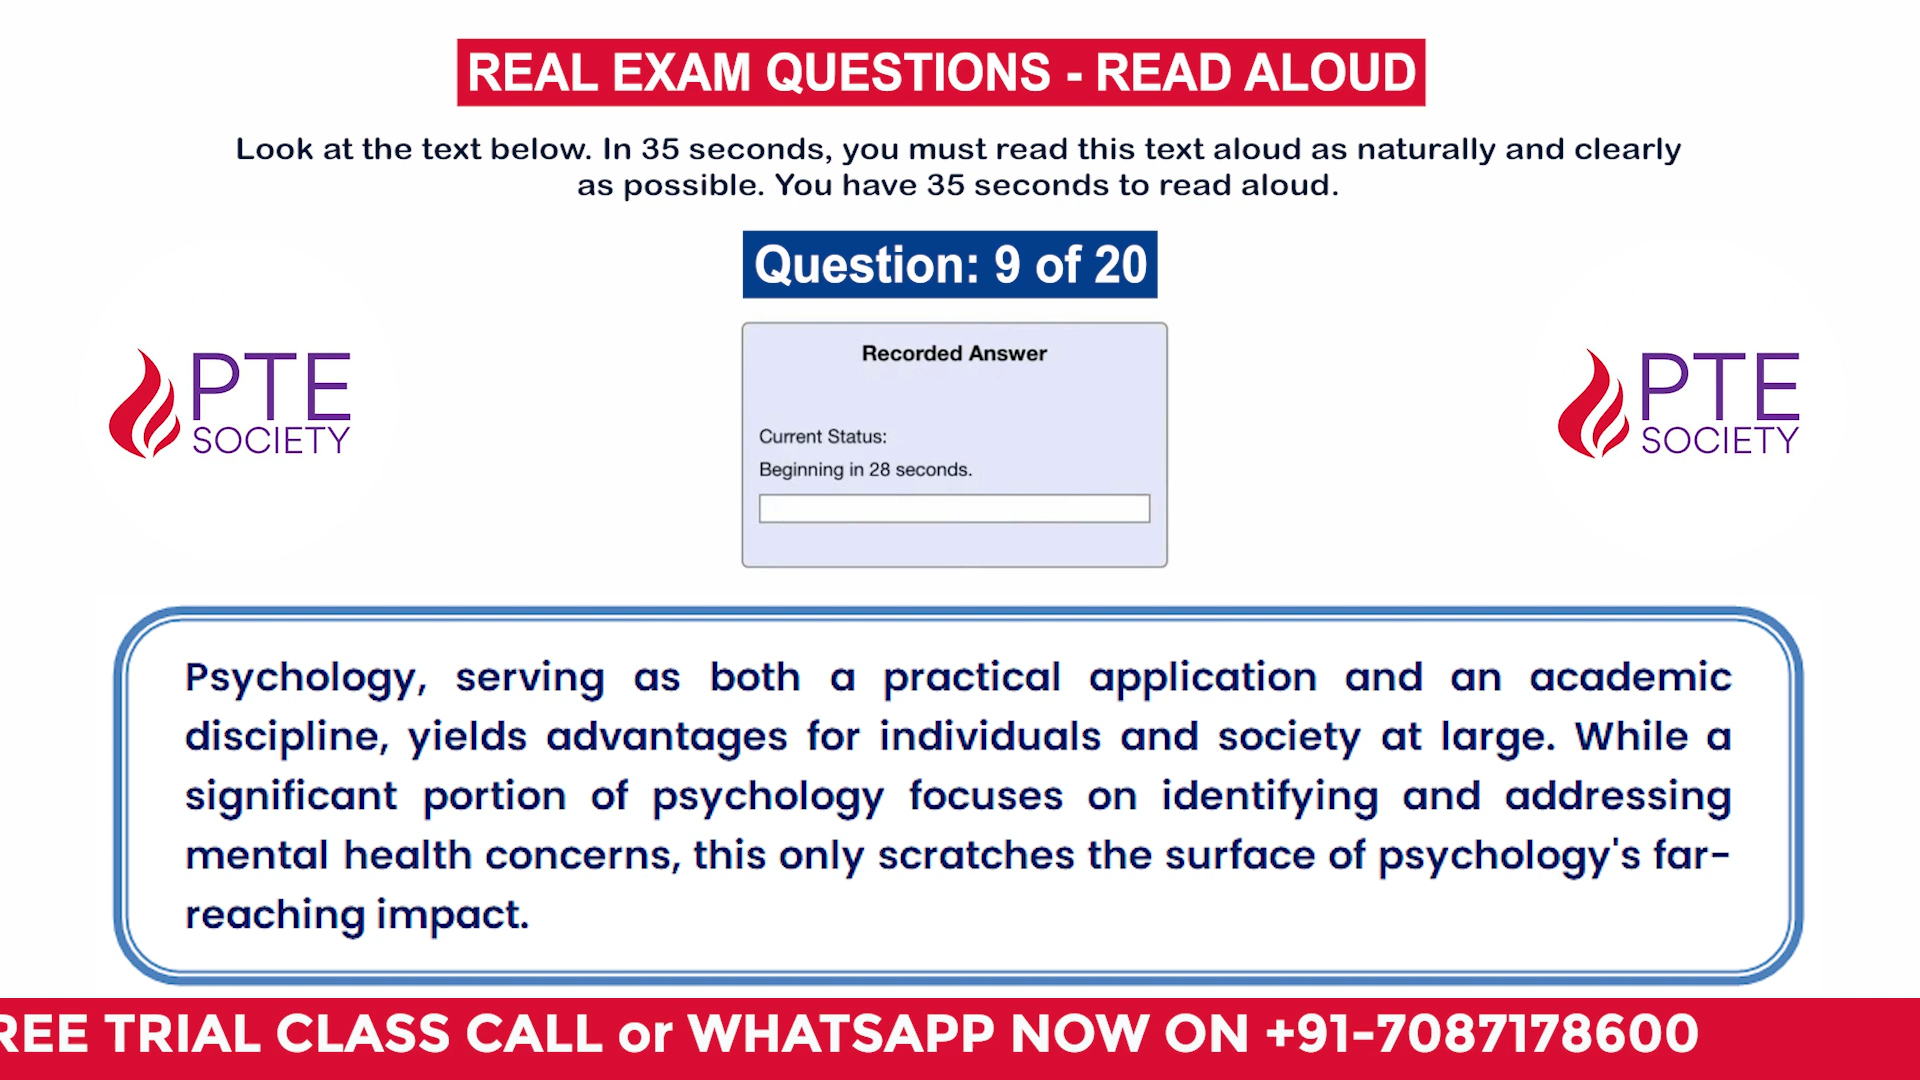 REAL EXAM QUESTIONS - READ ALOUD
Look at the text below. In 35 seconds, you must read this text aloud as naturally and clearly
as possible. You have 35 seconds to read aloud.
Question: 9 of 20
PTE
SOCIETY
Recorded Answer
Current Status:
Beginning in 28 seconds.
PTE
SOCIETY
Psychology, serving as both a practical application and an academic
discipline, yields advantages for individuals and society at large. While a
significant portion of psychology focuses on identifying and addressing
mental health concerns, this only scratches the surface of psychology's far-
reaching impact.
REE TRIAL CLASS CALL or WHATSAPP NOW ON +91-7087178600